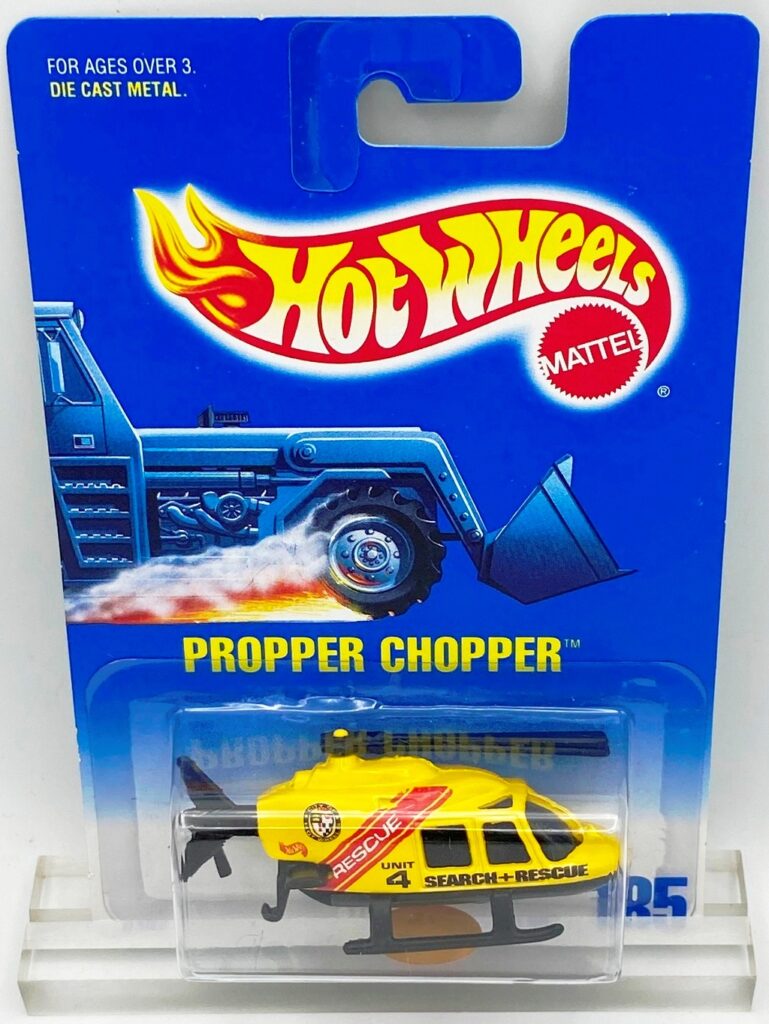 FOR AGES OVER 3.
DIE CAST METAL.
HOT WHEELS
MATTEL
®
PROPPER CHOPPER™
RESCUE
UNIT
4
SEARCH+RESCUE